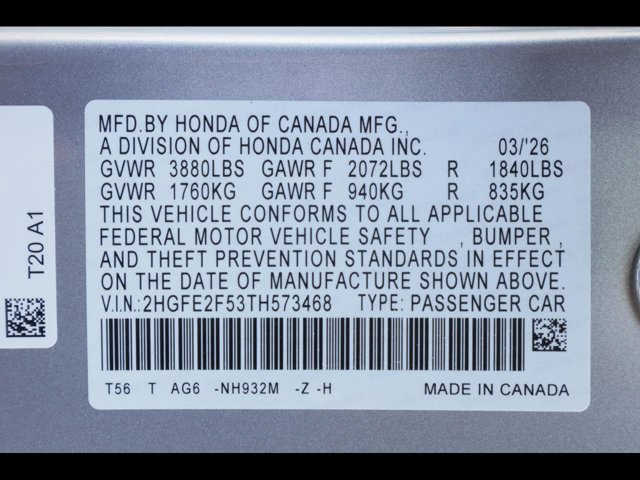 MFD.BY HONDA OF CANADA MFG.,
A DIVISION OF HONDA CANADA INC. 03/'26
GVWR 3880LBS GAWR F 2072LBS R 1840LBS
GVWR 1760KG GAWR F 940KG R 835KG
THIS VEHICLE CONFORMS TO ALL APPLICABLE
FEDERAL MOTOR VEHICLE SAFETY , BUMPER ,
AND THEFT PREVENTION STANDARDS IN EFFECT
ON THE DATE OF MANUFACTURE SHOWN ABOVE.
V.I.N.:2HGFE2F53TH573468 TYPE: PASSENGER CAR
T56 T AG6 -NH932M -Z -H MADE IN CANADA
T20 A1